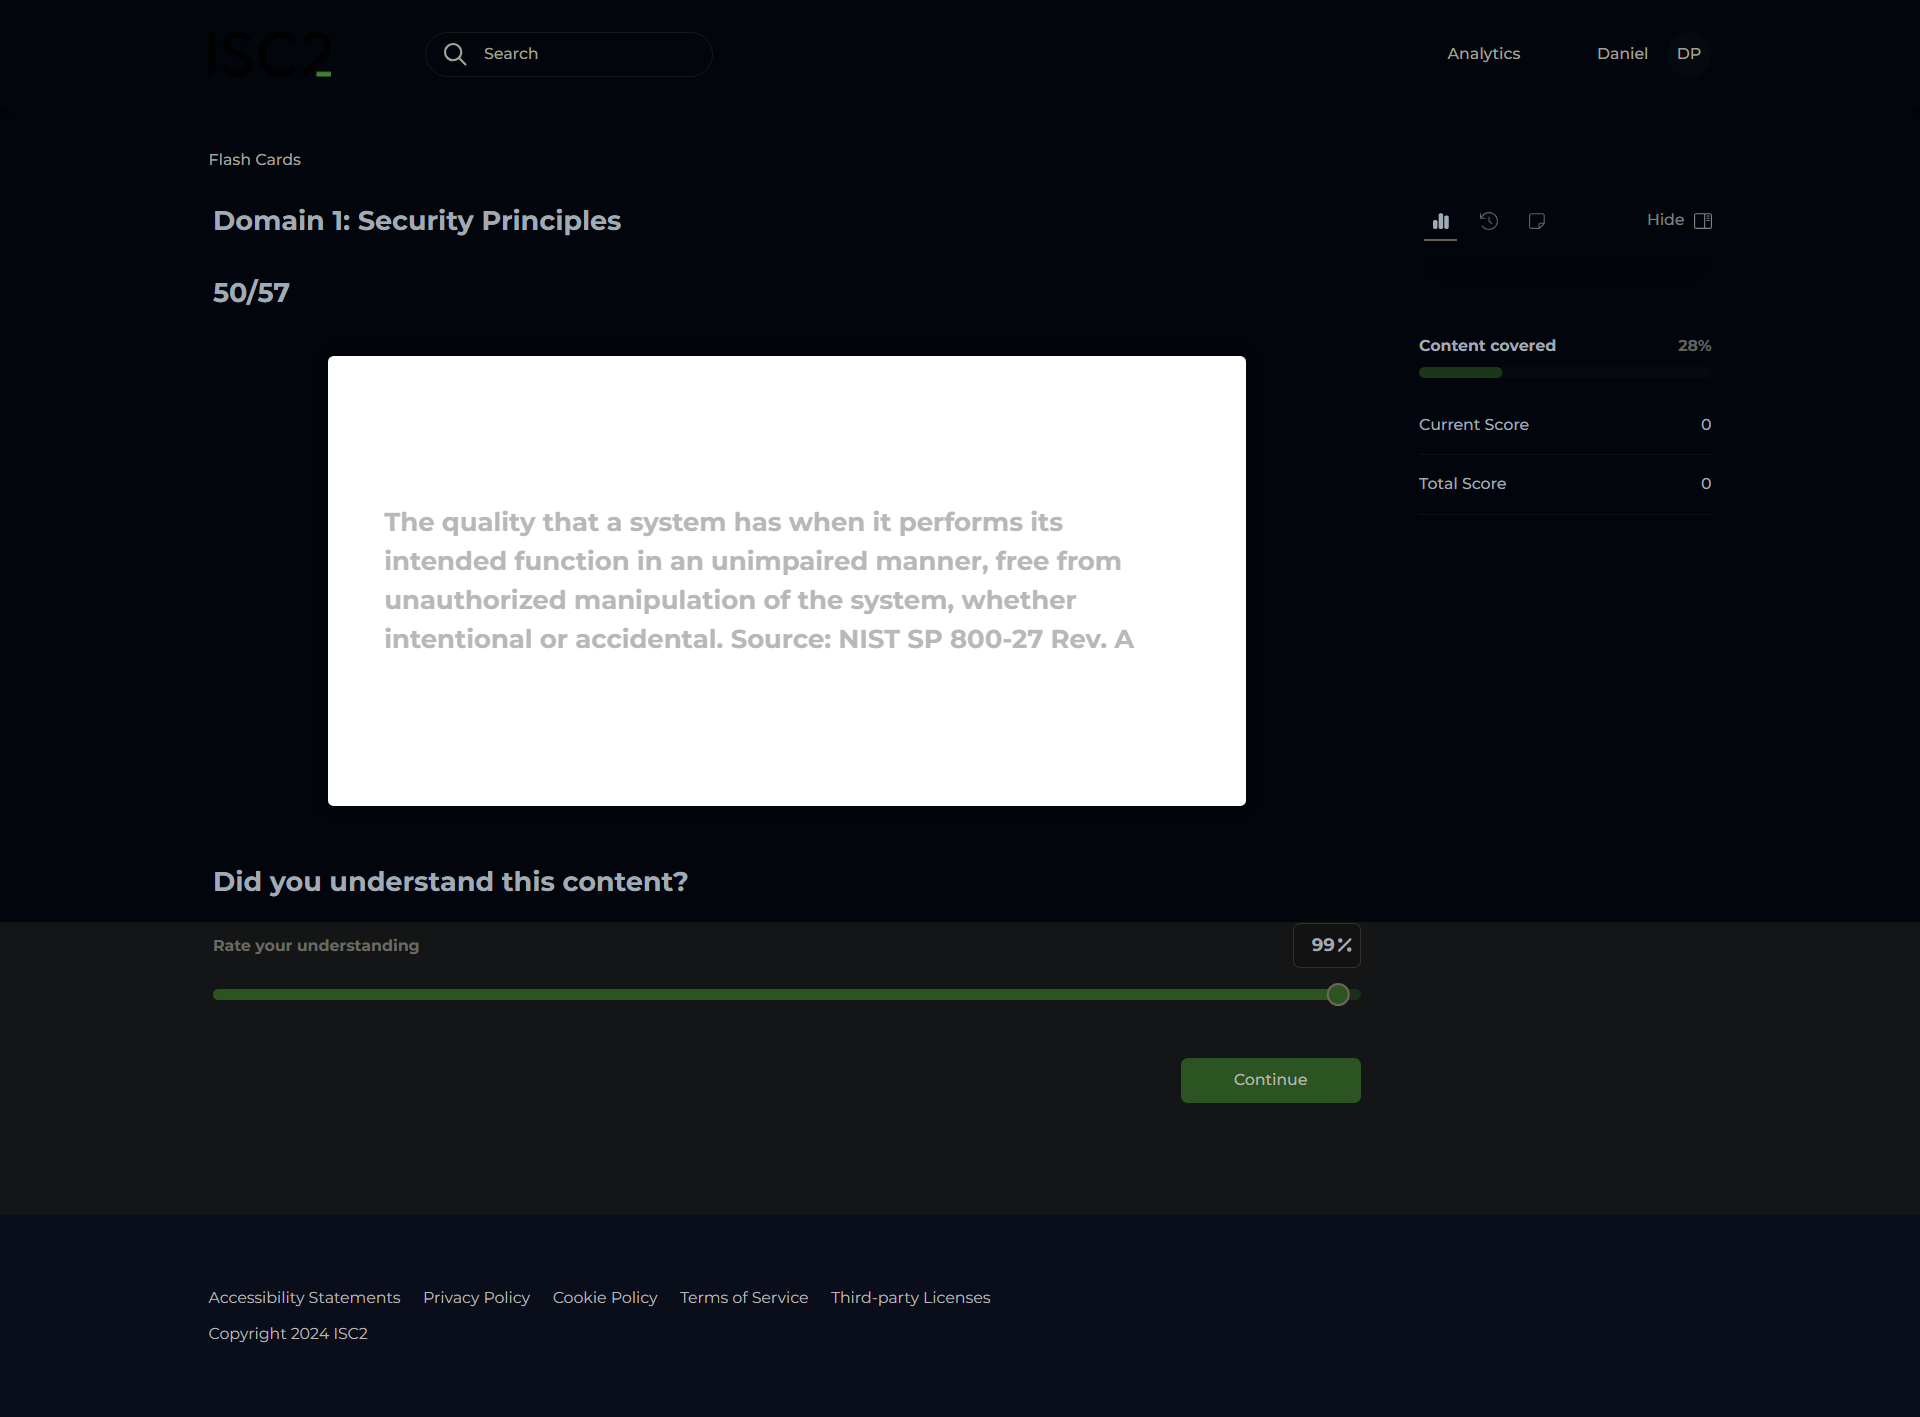 ISC2
Search
Analytics
Daniel
DP
Flash Cards
Domain 1: Security Principles
Hide
50/57
Content covered
28%
Current Score
0
Total Score
0
The quality that a system has when it performs its
intended function in an unimpaired manner, free from
unauthorized manipulation of the system, whether
intentional or accidental. Source: NIST SP 800-27 Rev. A
Did you understand this content?
Rate your understanding
99%
Continue
Accessibility Statements
Privacy Policy
Cookie Policy
Terms of Service
Third-party Licenses
Copyright 2024 ISC2